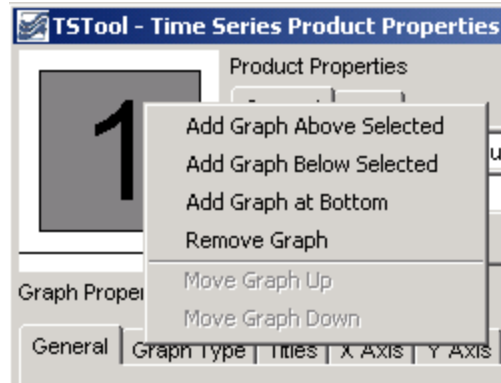 TSTool - Time Series Product Properties
Product Properties
1
Add Graph Above Selected
Add Graph Below Selected
Add Graph at Bottom
Remove Graph
Move Graph Up
Move Graph Down
Graph
General Graph Type Titles X Axis Y Axis